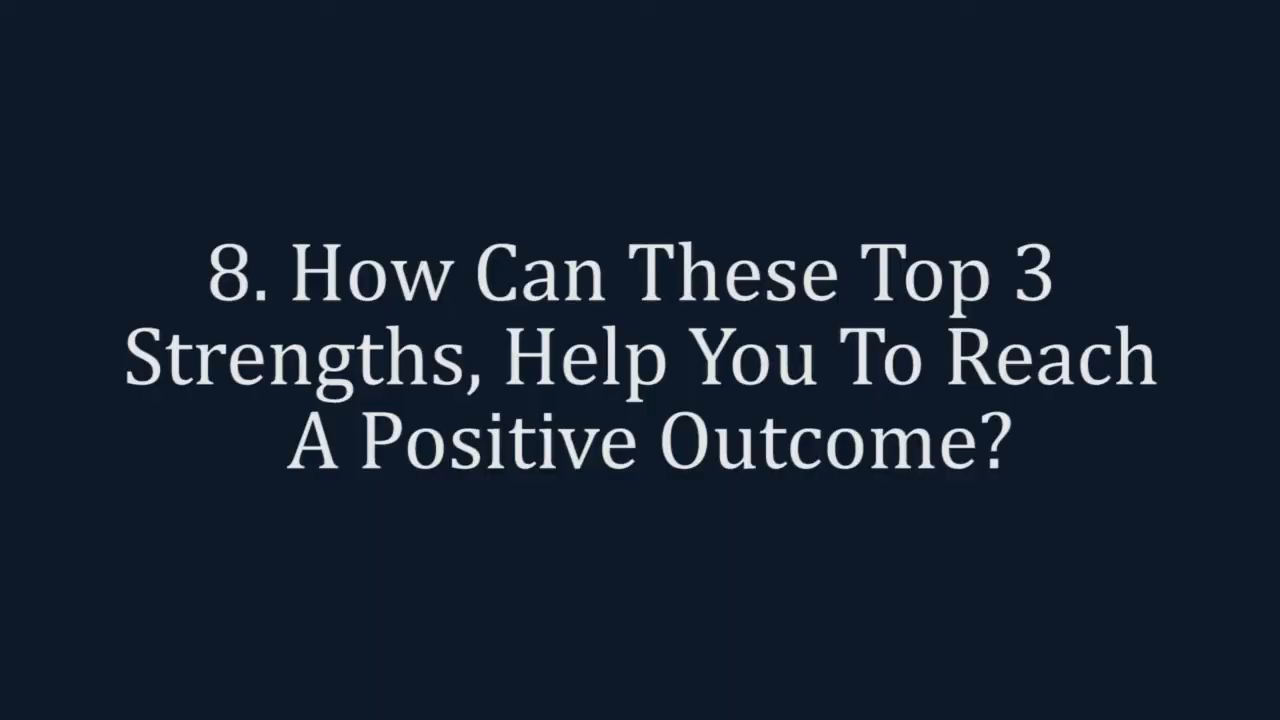 8. How Can These Top 3
Strengths, Help You To Reach
A Positive Outcome?